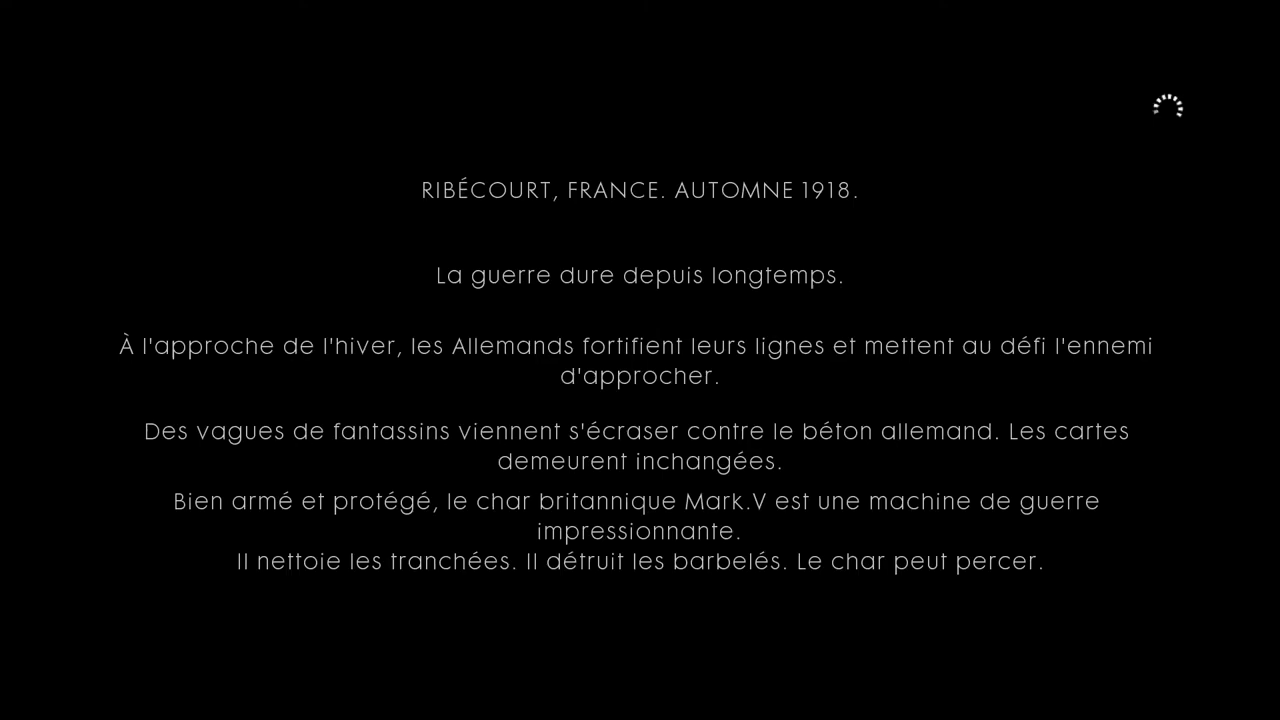 RIBÉCOURT, FRANCE. AUTOMNE 1918.
La guerre dure depuis longtemps.
À l'approche de l'hiver, les Allemands fortifient leurs lignes et mettent au défi l'ennemi
d'approcher.
Des vagues de fantassins viennent s'écraser contre le béton allemand. Les cartes
demeurent inchangées.
Bien armé et protégé, le char britannique Mark.V est une machine de guerre
impressionnante.
Il nettoie les tranchées. Il détruit les barbelés. Le char peut percer.